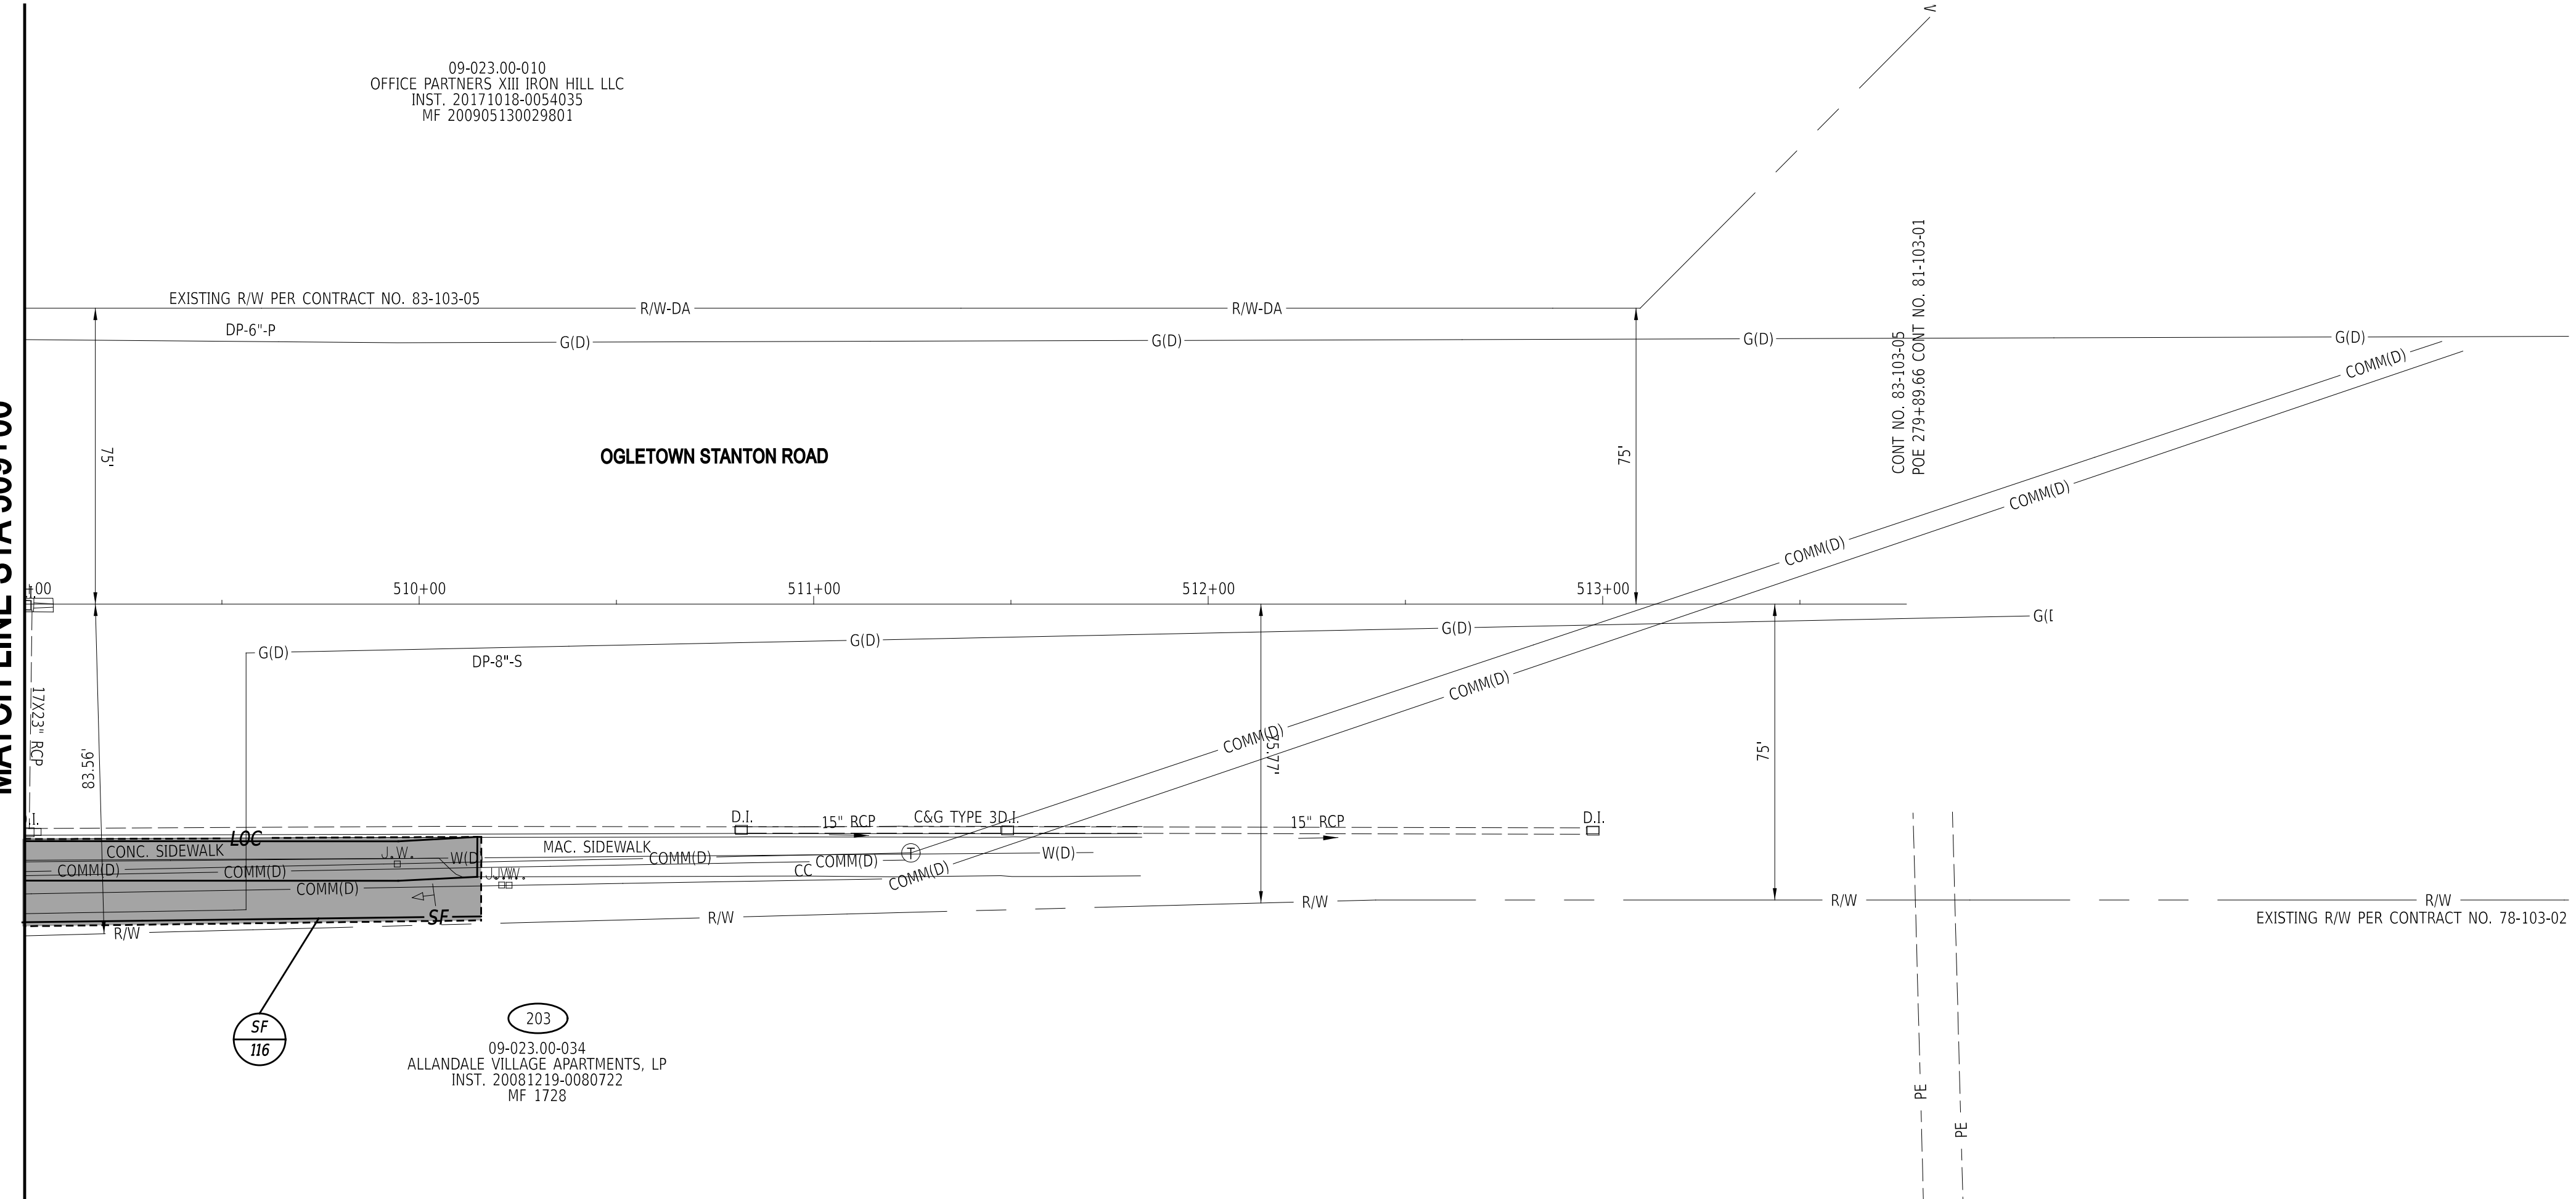 09-023.00-010
OFFICE PARTNERS XIII IRON HILL LLC
INST. 20171018-0054035
MF 200905130029801
EXISTING R/W PER CONTRACT NO. 83-103-05
R/W-DA
R/W-DA
DP-6"-P
G(D)
G(D)
G(D)
G(D)
COMM(D)
CONT NO. 83-103-05
POE 279+89.66 CONT NO. 81-103-01
75'
OGLETOWN STANTON ROAD
75'
COMM(D)
COMM(D)
+00
510+00
511+00
512+00
513+00
G(D)
DP-8"-S
G(D)
G(D)
COMM(D)
17X23" RCP
83.56'
COMM(D)
75.77'
75'
D.I.
15" RCP
C&G TYPE 3
D.I.
15" RCP
D.I.
LOC
CONC. SIDEWALK
J.W.
W(D)
MAC. SIDEWALK
COMM(D)
COMM(D)
T
W(D)
COMM(D)
COMM(D)
COMM(D)
CC
COMM(D)
SF
R/W
R/W
R/W
R/W
R/W
EXISTING R/W PER CONTRACT NO. 78-103-02
SF
116
203
09-023.00-034
ALLANDALE VILLAGE APARTMENTS, LP
INST. 20081219-0080722
MF 1728
PE
PE